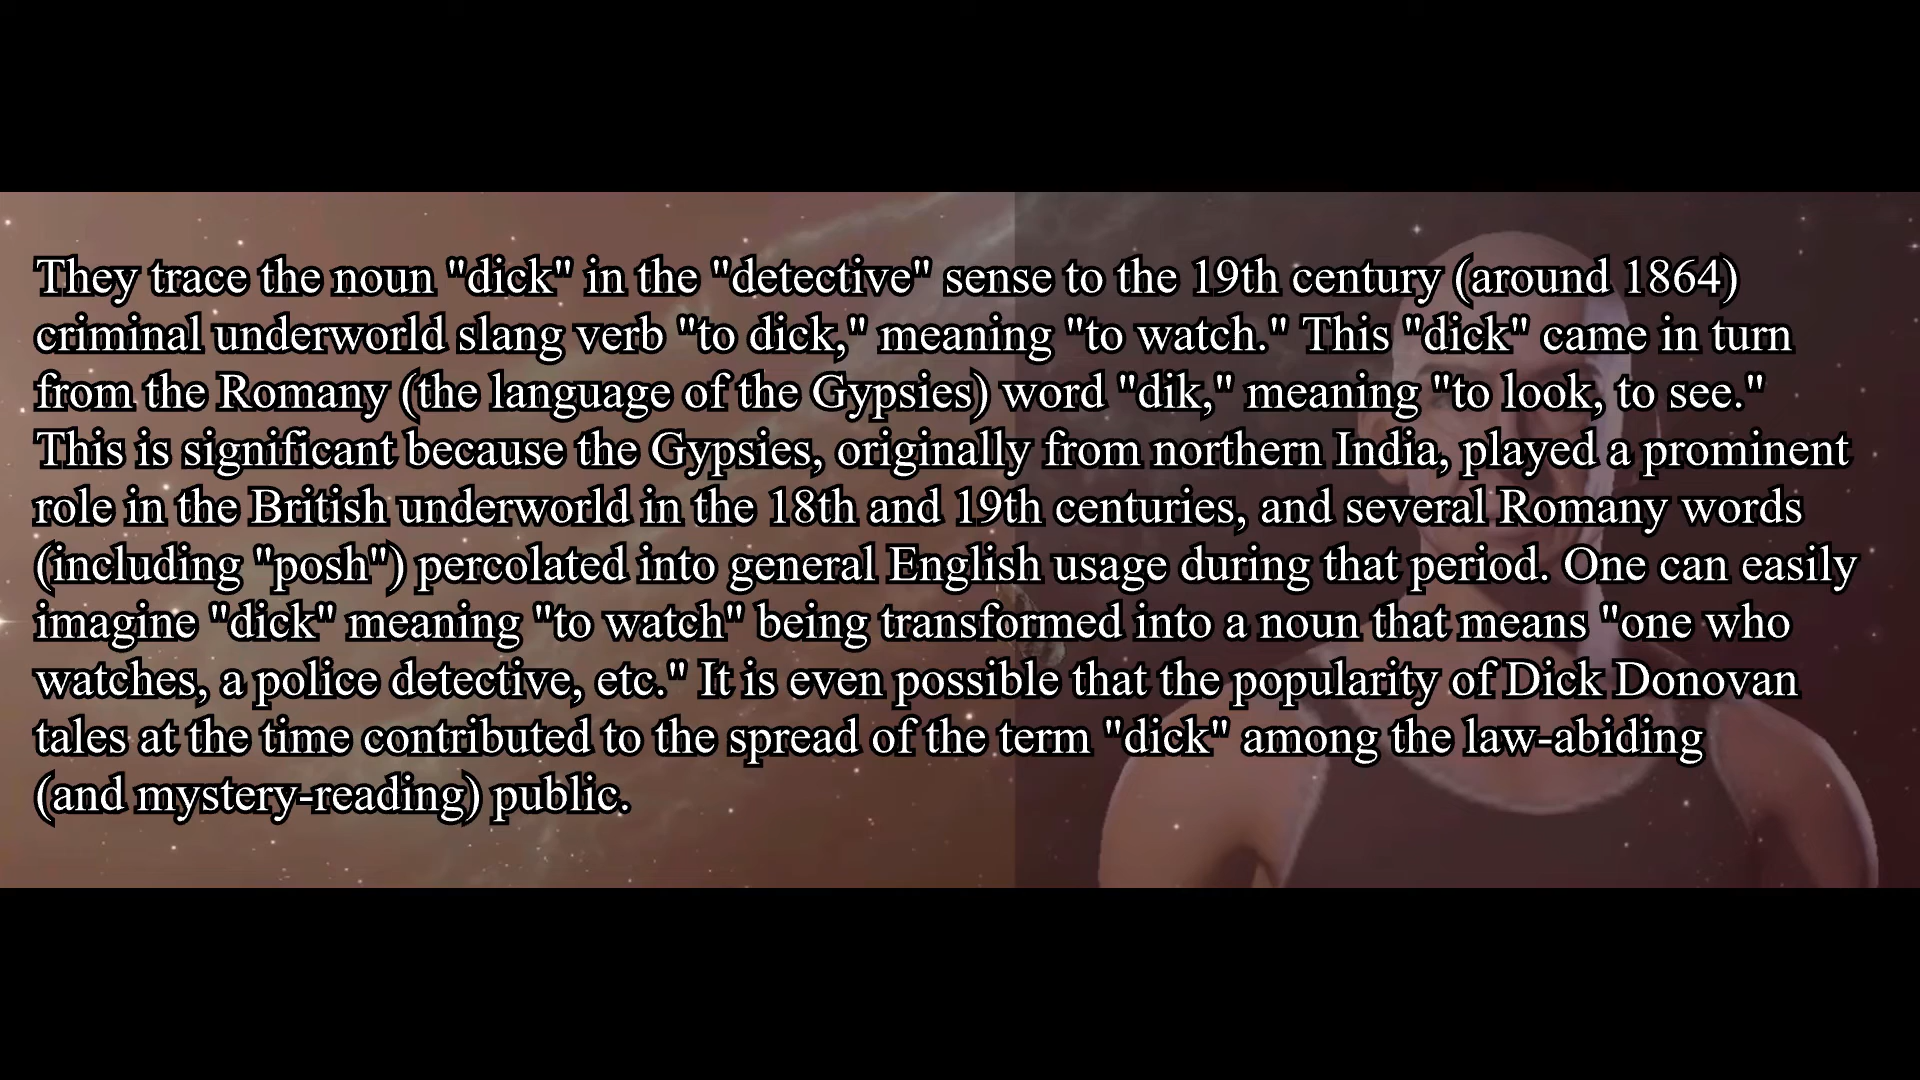 They trace the noun "dick" in the "detective" sense to the 19th century (around 1864)
criminal underworld slang verb "to dick," meaning "to watch." This "dick" came in turn
from the Romany (the language of the Gypsies) word "dik," meaning "to look, to see."
This is significant because the Gypsies, originally from northern India, played a prominent
role in the British underworld in the 18th and 19th centuries, and several Romany words
(including "posh") percolated into general English usage during that period. One can easily
imagine "dick" meaning "to watch" being transformed into a noun that means "one who
watches, a police detective, etc." It is even possible that the popularity of Dick Donovan
tales at the time contributed to the spread of the term "dick" among the law-abiding
(and mystery-reading) public.